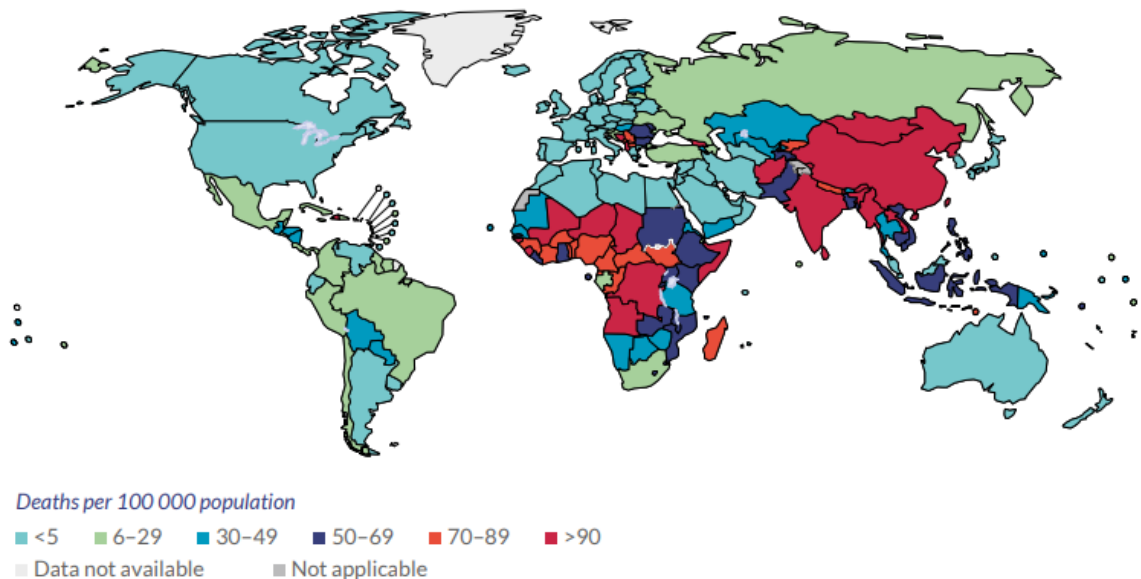 Deaths per 100 000 population
<5 6–29 30–49 50–69 70–89 >90
Data not available Not applicable